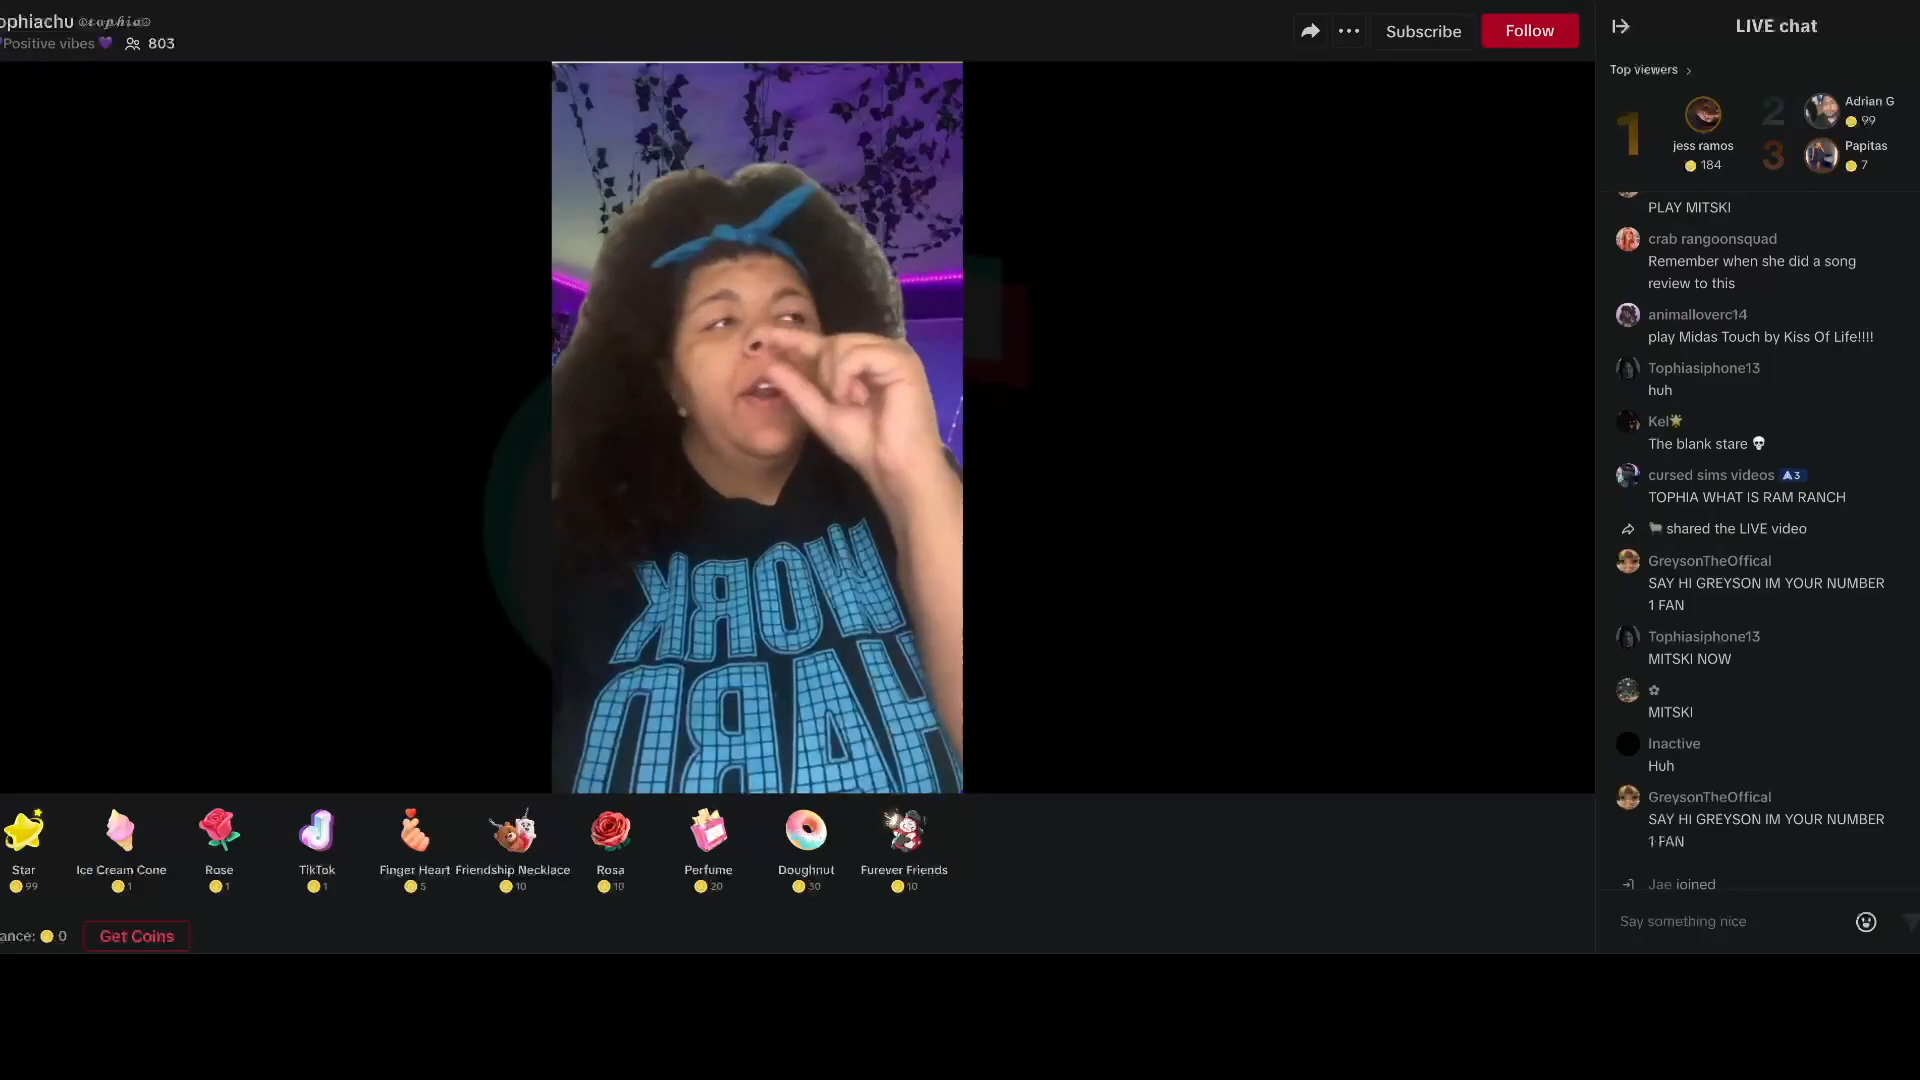 ophiachu @tophia
Positive vibes 💜 803
Subscribe
Follow
LIVE chat
Top viewers
1
jess ramos
184
2
Adrian G
99
3
Papitas
7
PLAY MITSKI
crab rangoonsquad
Remember when she did a song
review to this
animalloverc14
play Midas Touch by Kiss Of Life!!!!
Tophiasiphone13
huh
Kel
The blank stare 💀
cursed sims videos 3
TOPHIA WHAT IS RAM RANCH
shared the LIVE video
GreysonTheOffical
SAY HI GREYSON IM YOUR NUMBER
1 FAN
Tophiasiphone13
MITSKI NOW
✿
MITSKI
Inactive
Huh
GreysonTheOffical
SAY HI GREYSON IM YOUR NUMBER
1 FAN
Jae joined
Say something nice
WORK
HARD
Star
99
Ice Cream Cone
1
Rose
1
TikTok
1
Finger Heart
5
Friendship Necklace
10
Rosa
10
Perfume
20
Doughnut
30
Furever Friends
10
ance: 0
Get Coins